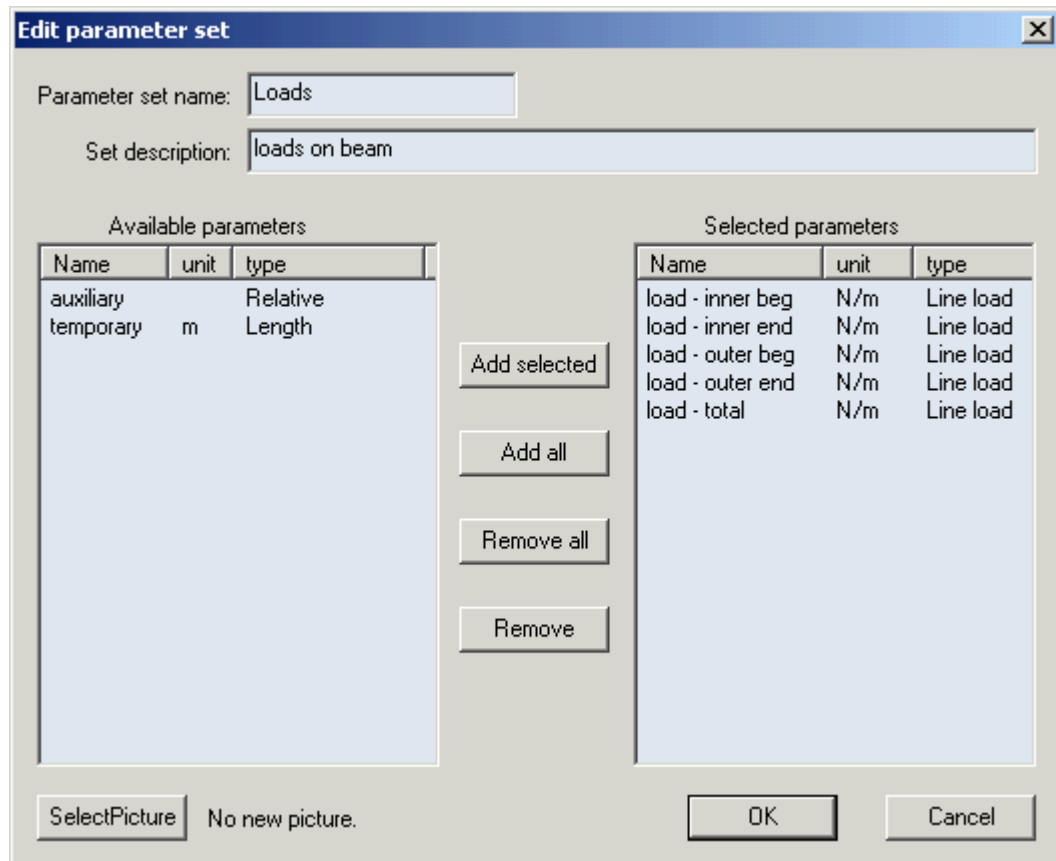 Edit parameter set
Parameter set name: Loads
Set description: loads on beam
Available parameters
Name unit type
auxiliary Relative
temporary m Length
Add selected
Add all
Remove all
Remove
Selected parameters
Name unit type
load - inner beg N/m Line load
load - inner end N/m Line load
load - outer beg N/m Line load
load - outer end N/m Line load
load - total N/m Line load
SelectPicture No new picture.
OK Cancel